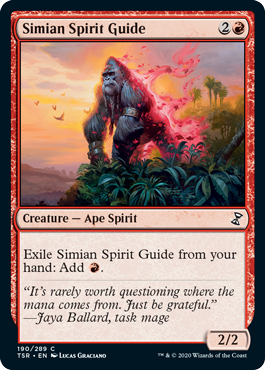 Simian Spirit Guide 2
Creature — Ape Spirit
Exile Simian Spirit Guide from your
hand: Add .
“It’s rarely worth questioning where the
mana comes from. Just be grateful.”
—Jaya Ballard, task mage
2/2
190/289 C
TSR • EN LUCAS GRACIANO
™ & © 2020 Wizards of the Coast